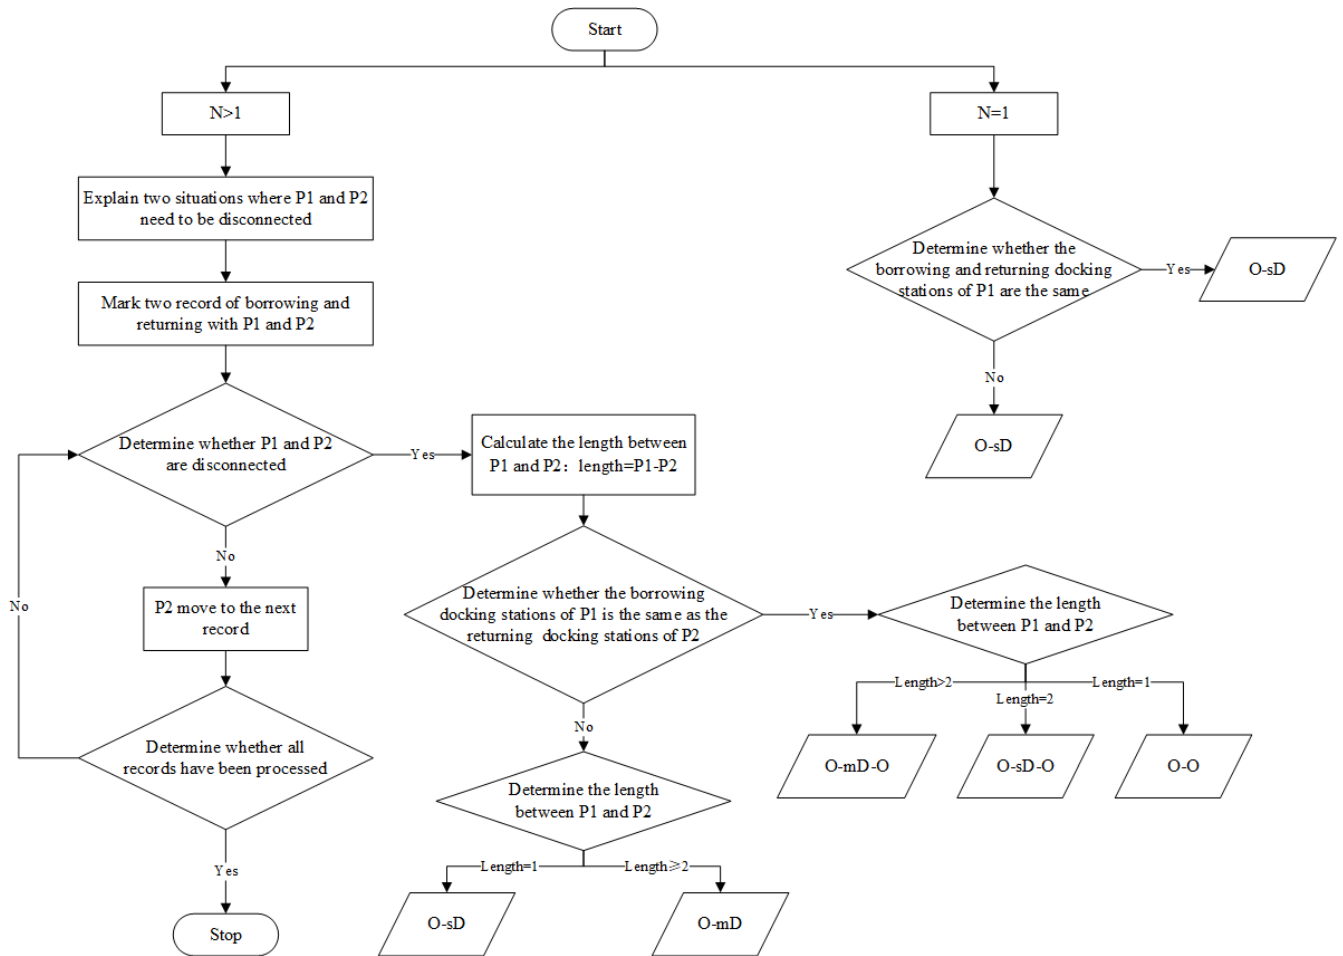 Start
N>1
N=1
Explain two situations where P1 and P2
need to be disconnected
Determine whether the
borrowing and returning docking
stations of P1 are the same
Yes
O-sD
Mark two record of borrowing and
returning with P1 and P2
No
O-sD
Determine whether P1 and P2
are disconnected
Yes
Calculate the length between
P1 and P2：length=P1-P2
No
P2 move to the next
record
No
Determine whether the borrowing
docking stations of P1 is the same as the
returning docking stations of P2
Yes
Determine the length
between P1 and P2
Length>2
Length=2
Length=1
O-mD-O
O-sD-O
O-O
No
Determine whether all
records have been processed
Determine the length
between P1 and P2
Length=1
Length≥2
Yes
O-sD
O-mD
Stop